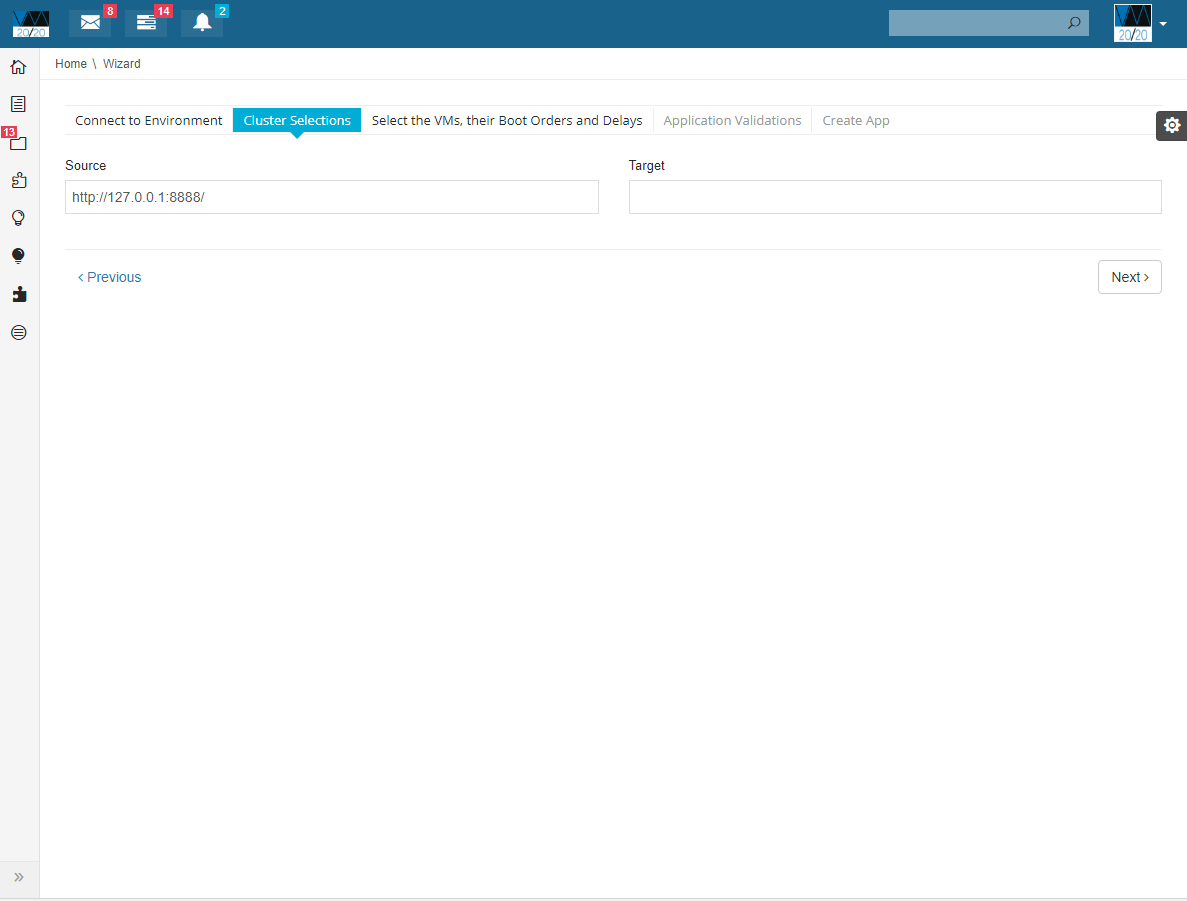 20/20 8 14 2 20/20
Home \ Wizard
13
Connect to Environment Cluster Selections Select the VMs, their Boot Orders and Delays Application Validations Create App
Source Target
http://127.0.0.1:8888/
‹ Previous Next ›
»